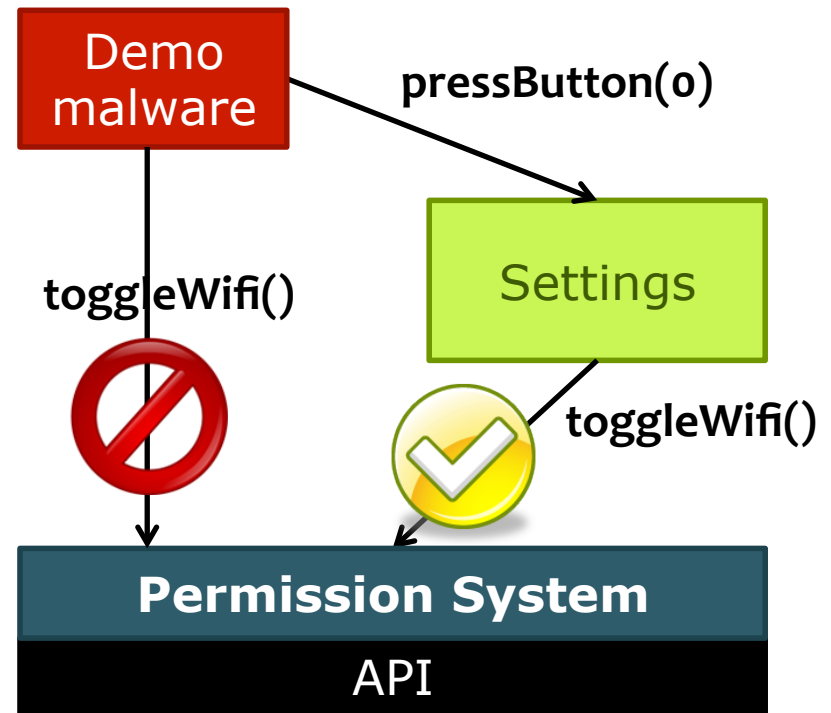 Demo
malware
pressButton(0)
toggleWifi()
Settings
toggleWifi()
Permission System
API